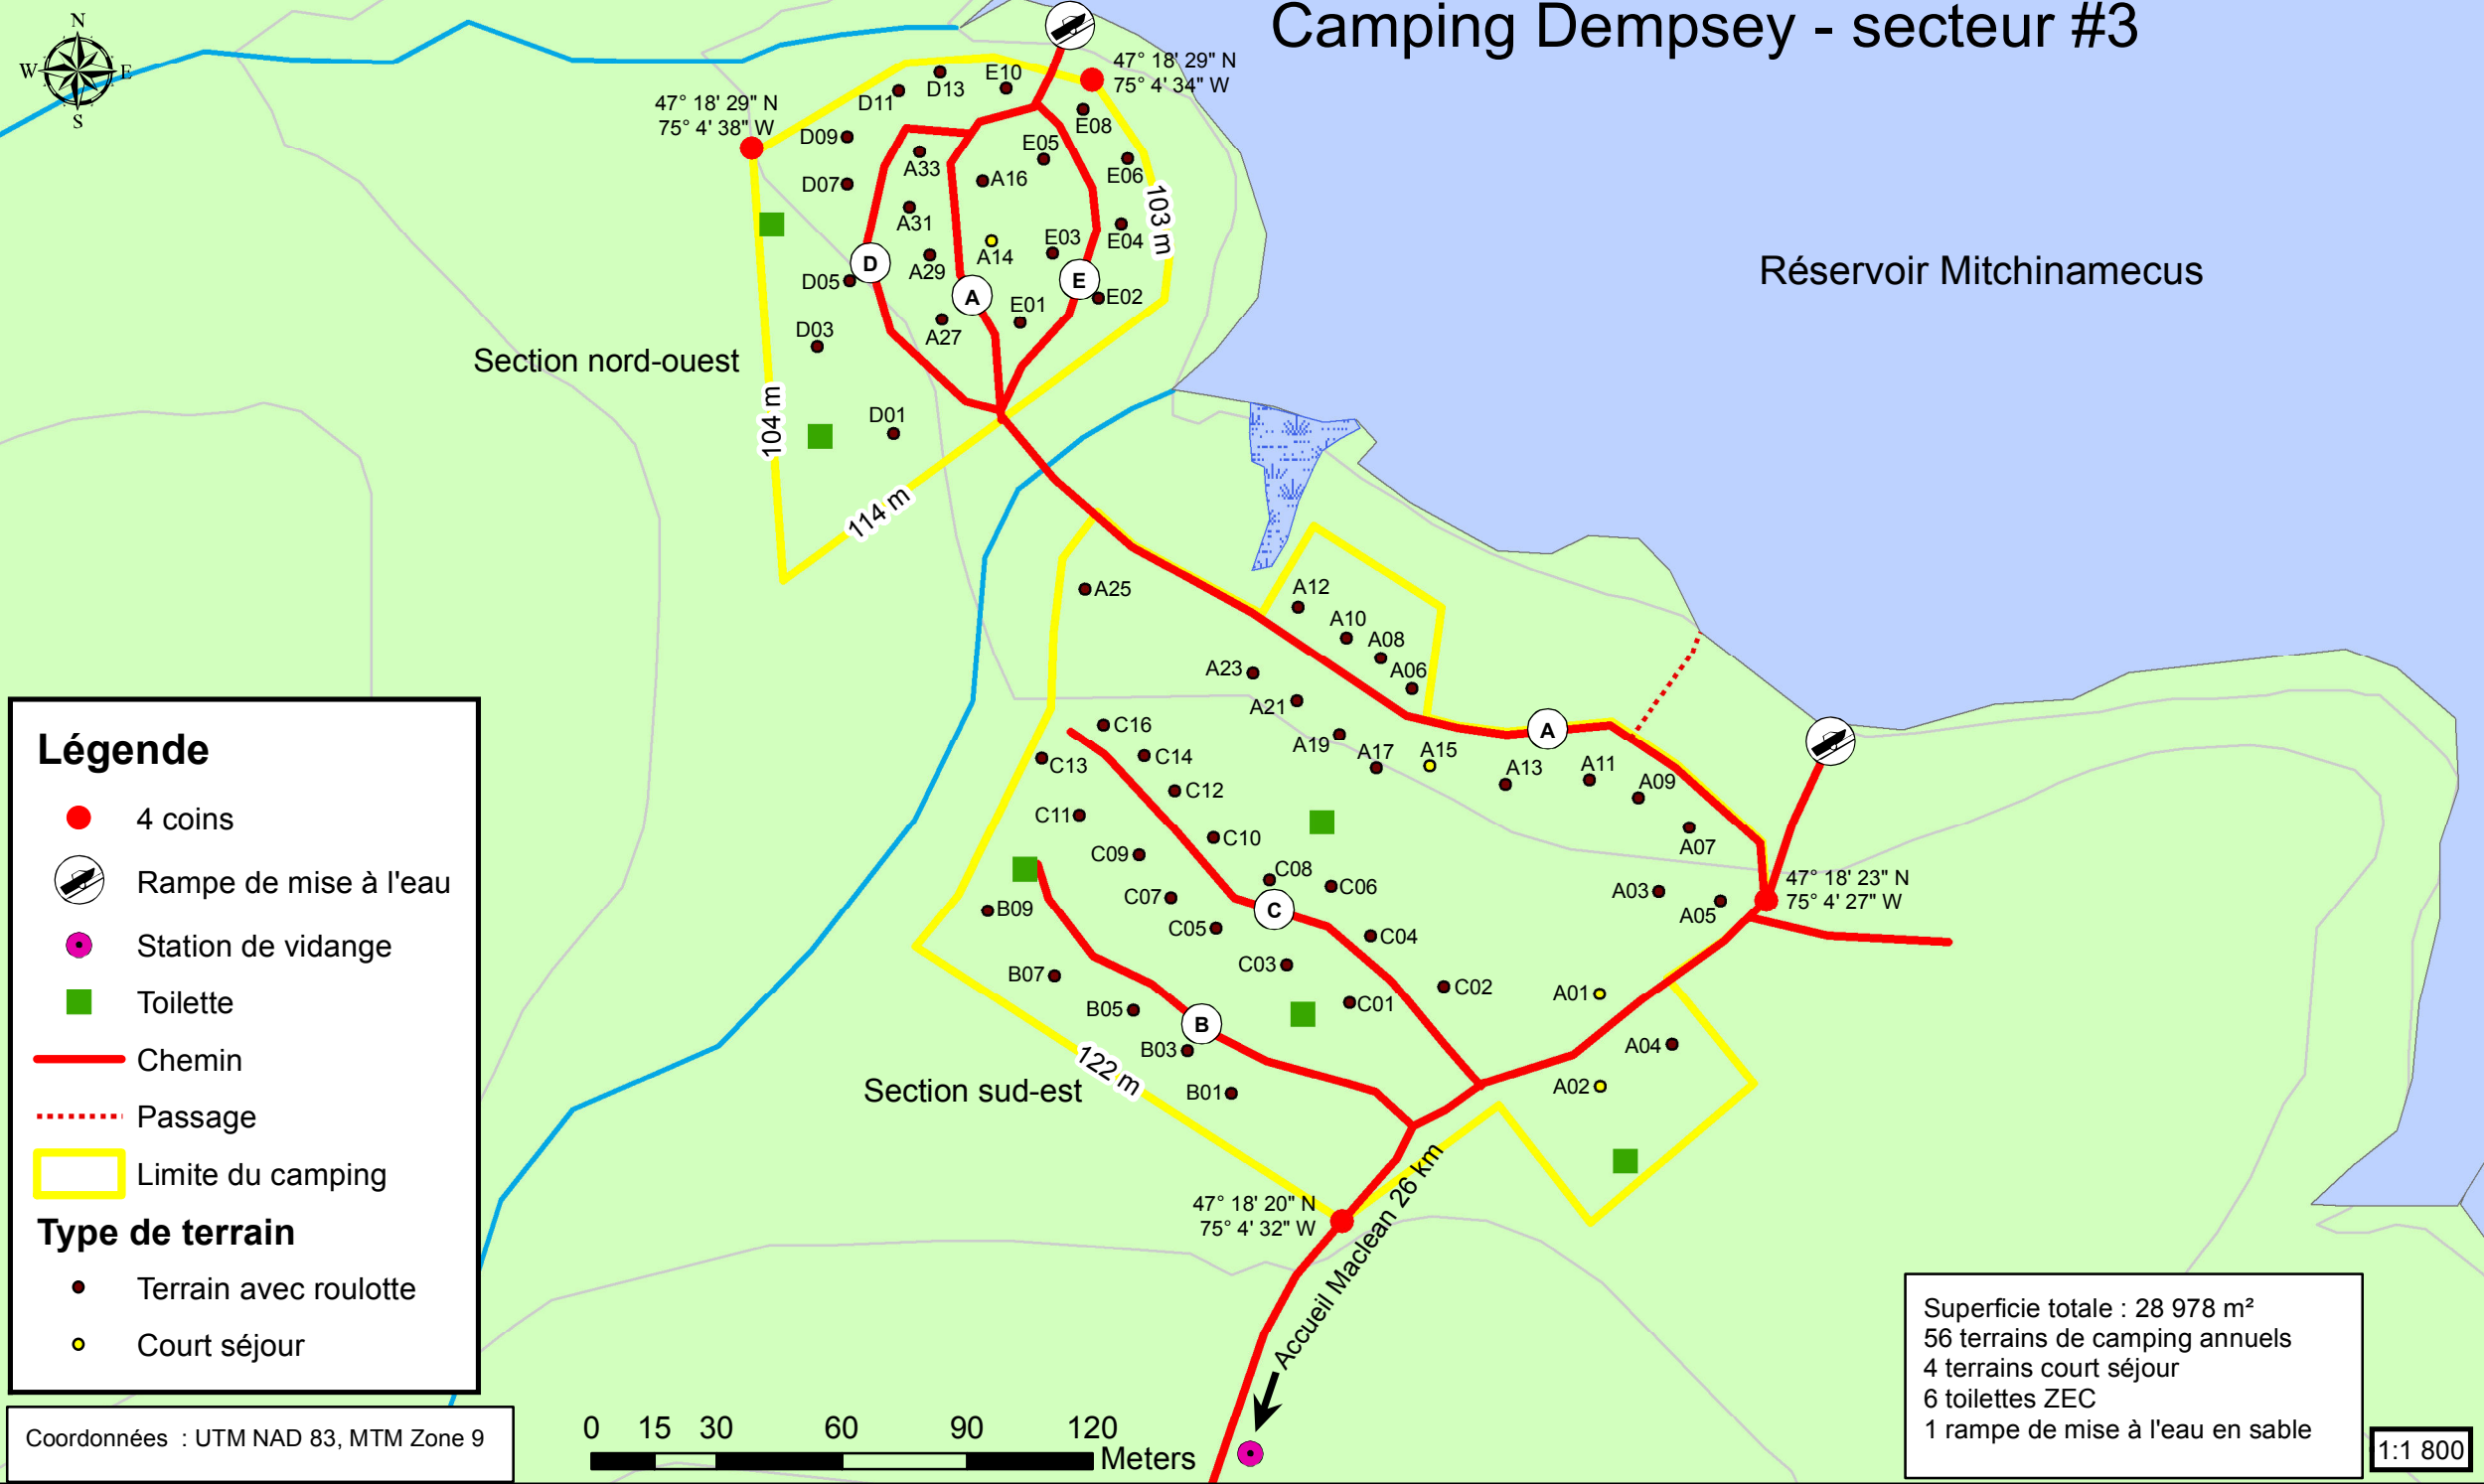 Camping Dempsey - secteur #3
N
W
E
S
47° 18' 29" N
75° 4' 38" W
47° 18' 29" N
75° 4' 34" W
D13
E10
D11
E08
D09
A33
E05
E06
D07
A16
A31
103 m
E04
E03
A14
A29
D
A
E
D05
E01
E02
A27
D03
Réservoir Mitchinamecus
Section nord-ouest
104 m
D01
114 m
A25
A12
A10
A08
A06
A23
A21
A19
A17
A15
A
A13
A11
A09
A07
C16
C14
C13
C12
C11
C10
C09
C08
C06
C07
C
C05
C04
C03
C02
C01
A03
A05
47° 18' 23" N
75° 4' 27" W
B09
B07
B05
B
B03
B01
A01
A04
A02
122 m
Section sud-est
47° 18' 20" N
75° 4' 32" W
Accueil Maclean 26 km
Légende
4 coins
Rampe de mise à l'eau
Station de vidange
Toilette
Chemin
Passage
Limite du camping
Type de terrain
Terrain avec roulotte
Court séjour
Coordonnées : UTM NAD 83, MTM Zone 9
0 15 30 60 90 120
Meters
Superficie totale : 28 978 m²
56 terrains de camping annuels
4 terrains court séjour
6 toilettes ZEC
1 rampe de mise à l'eau en sable
1:1 800